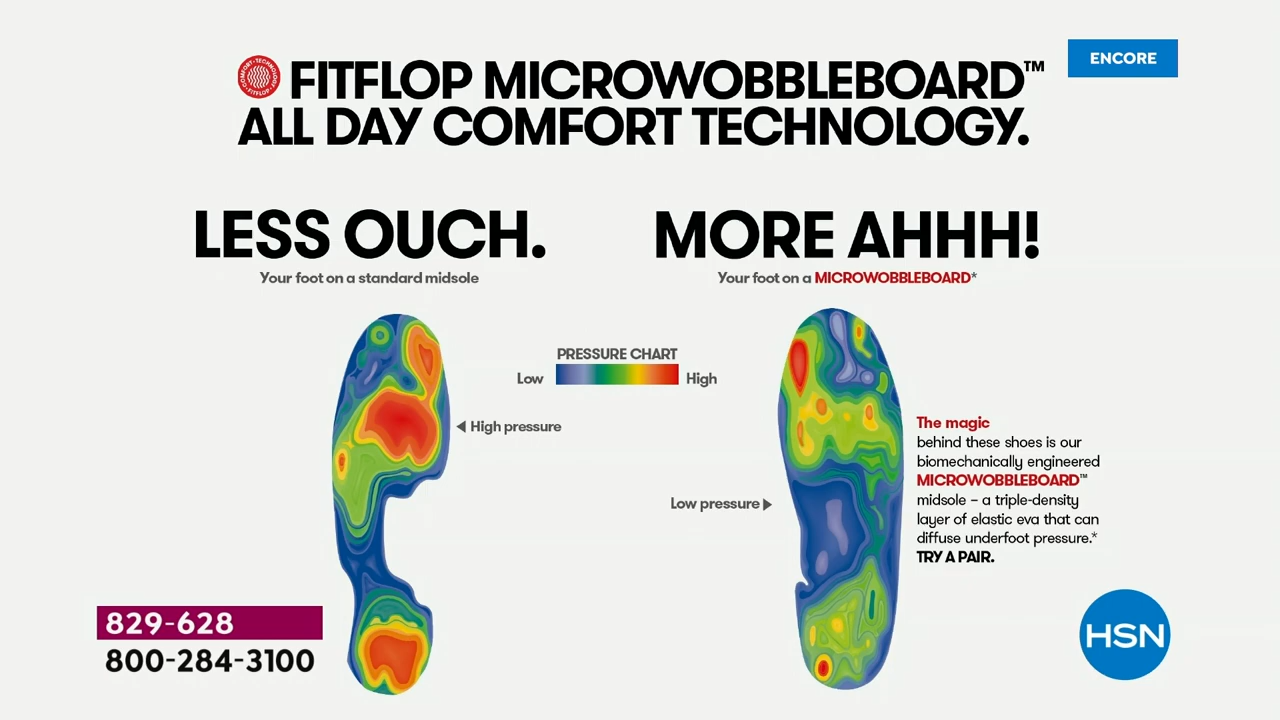 FITFLOP MICROWOBBLEBOARD™
ALL DAY COMFORT TECHNOLOGY.
ENCORE
LESS OUCH.
Your foot on a standard midsole
MORE AHHH!
Your foot on a MICROWOBBLEBOARD*
PRESSURE CHART
Low
High
High pressure
Low pressure
The magic
behind these shoes is our
biomechanically engineered
MICROWOBBLEBOARD™
midsole – a triple-density
layer of elastic eva that can
diffuse underfoot pressure.*
TRY A PAIR.
829-628
800-284-3100
HSN